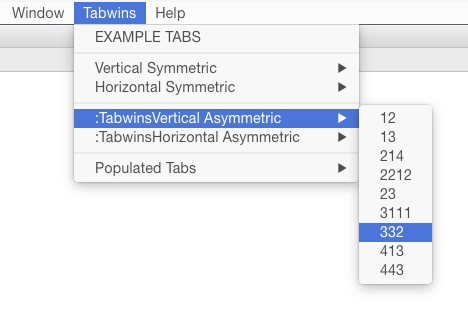 Window Tabwins Help
EXAMPLE TABS
Vertical Symmetric
Horizontal Symmetric
:TabwinsVertical Asymmetric
:TabwinsHorizontal Asymmetric
Populated Tabs
12
13
214
2212
23
3111
332
413
443